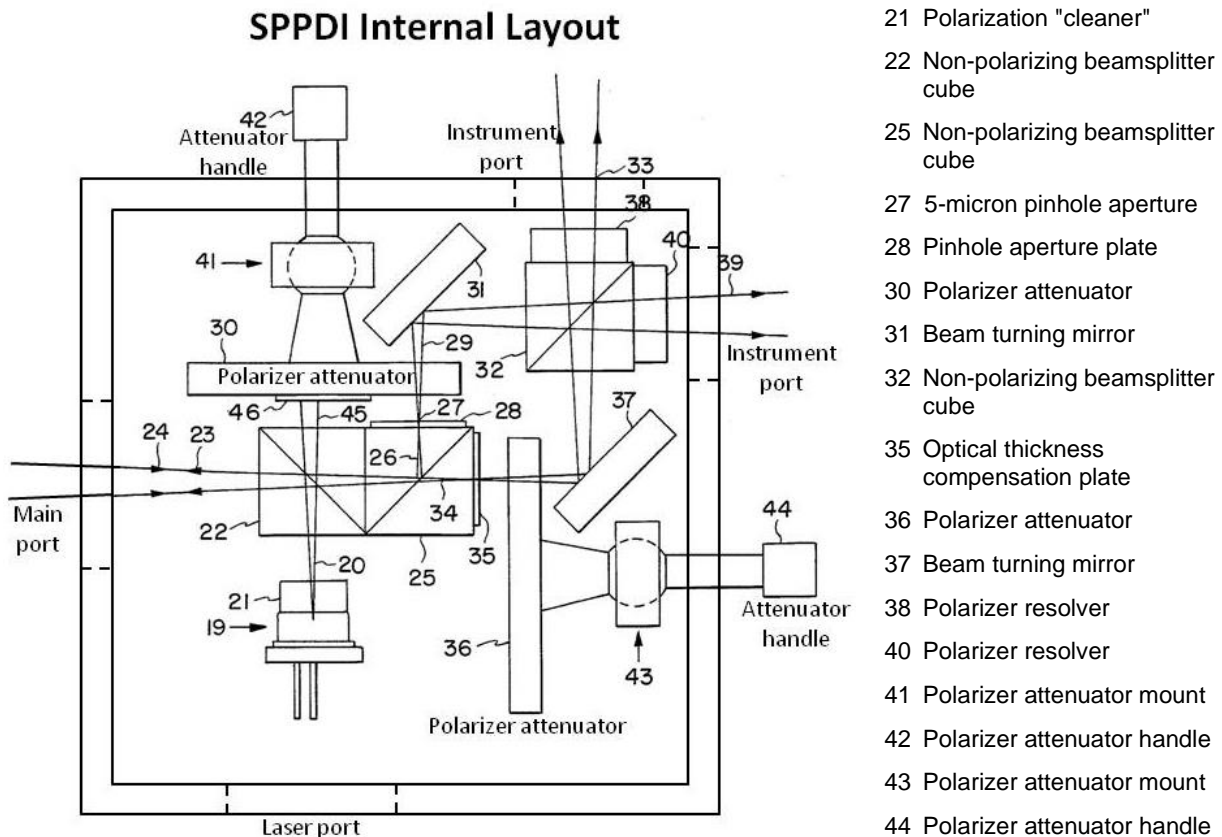 SPPDI Internal Layout
42
Attenuator
handle
Instrument
port
33
38
40
41
31
39
30
29
32
Instrument
port
Polarizer attenuator
46
45
27
28
37
24
23
26
34
Main
port
22
35
44
20
25
21
19
36
Attenuator
handle
43
Polarizer attenuator
Laser port
21 Polarization "cleaner"
22 Non-polarizing beamsplitter
cube
25 Non-polarizing beamsplitter
cube
27 5-micron pinhole aperture
28 Pinhole aperture plate
30 Polarizer attenuator
31 Beam turning mirror
32 Non-polarizing beamsplitter
cube
35 Optical thickness
compensation plate
36 Polarizer attenuator
37 Beam turning mirror
38 Polarizer resolver
40 Polarizer resolver
41 Polarizer attenuator mount
42 Polarizer attenuator handle
43 Polarizer attenuator mount
44 Polarizer attenuator handle